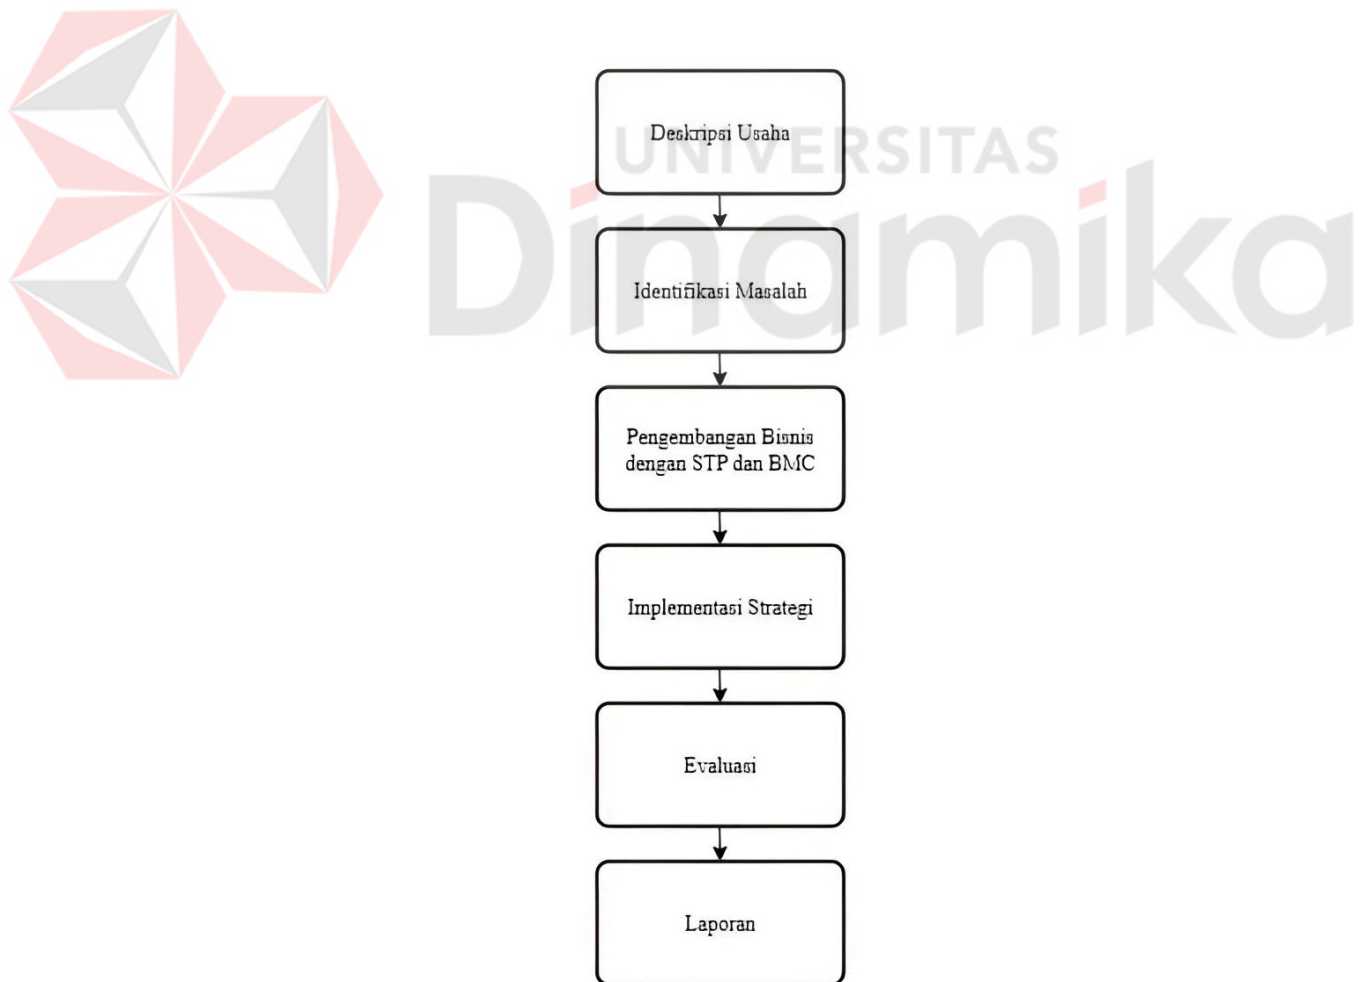 UNIVERSITAS
Dinamika
Deskripsi Usaha
Identifikasi Masalah
Pengembangan Bisnis
dengan STP dan BMC
Implementasi Strategi
Evaluasi
Laporan